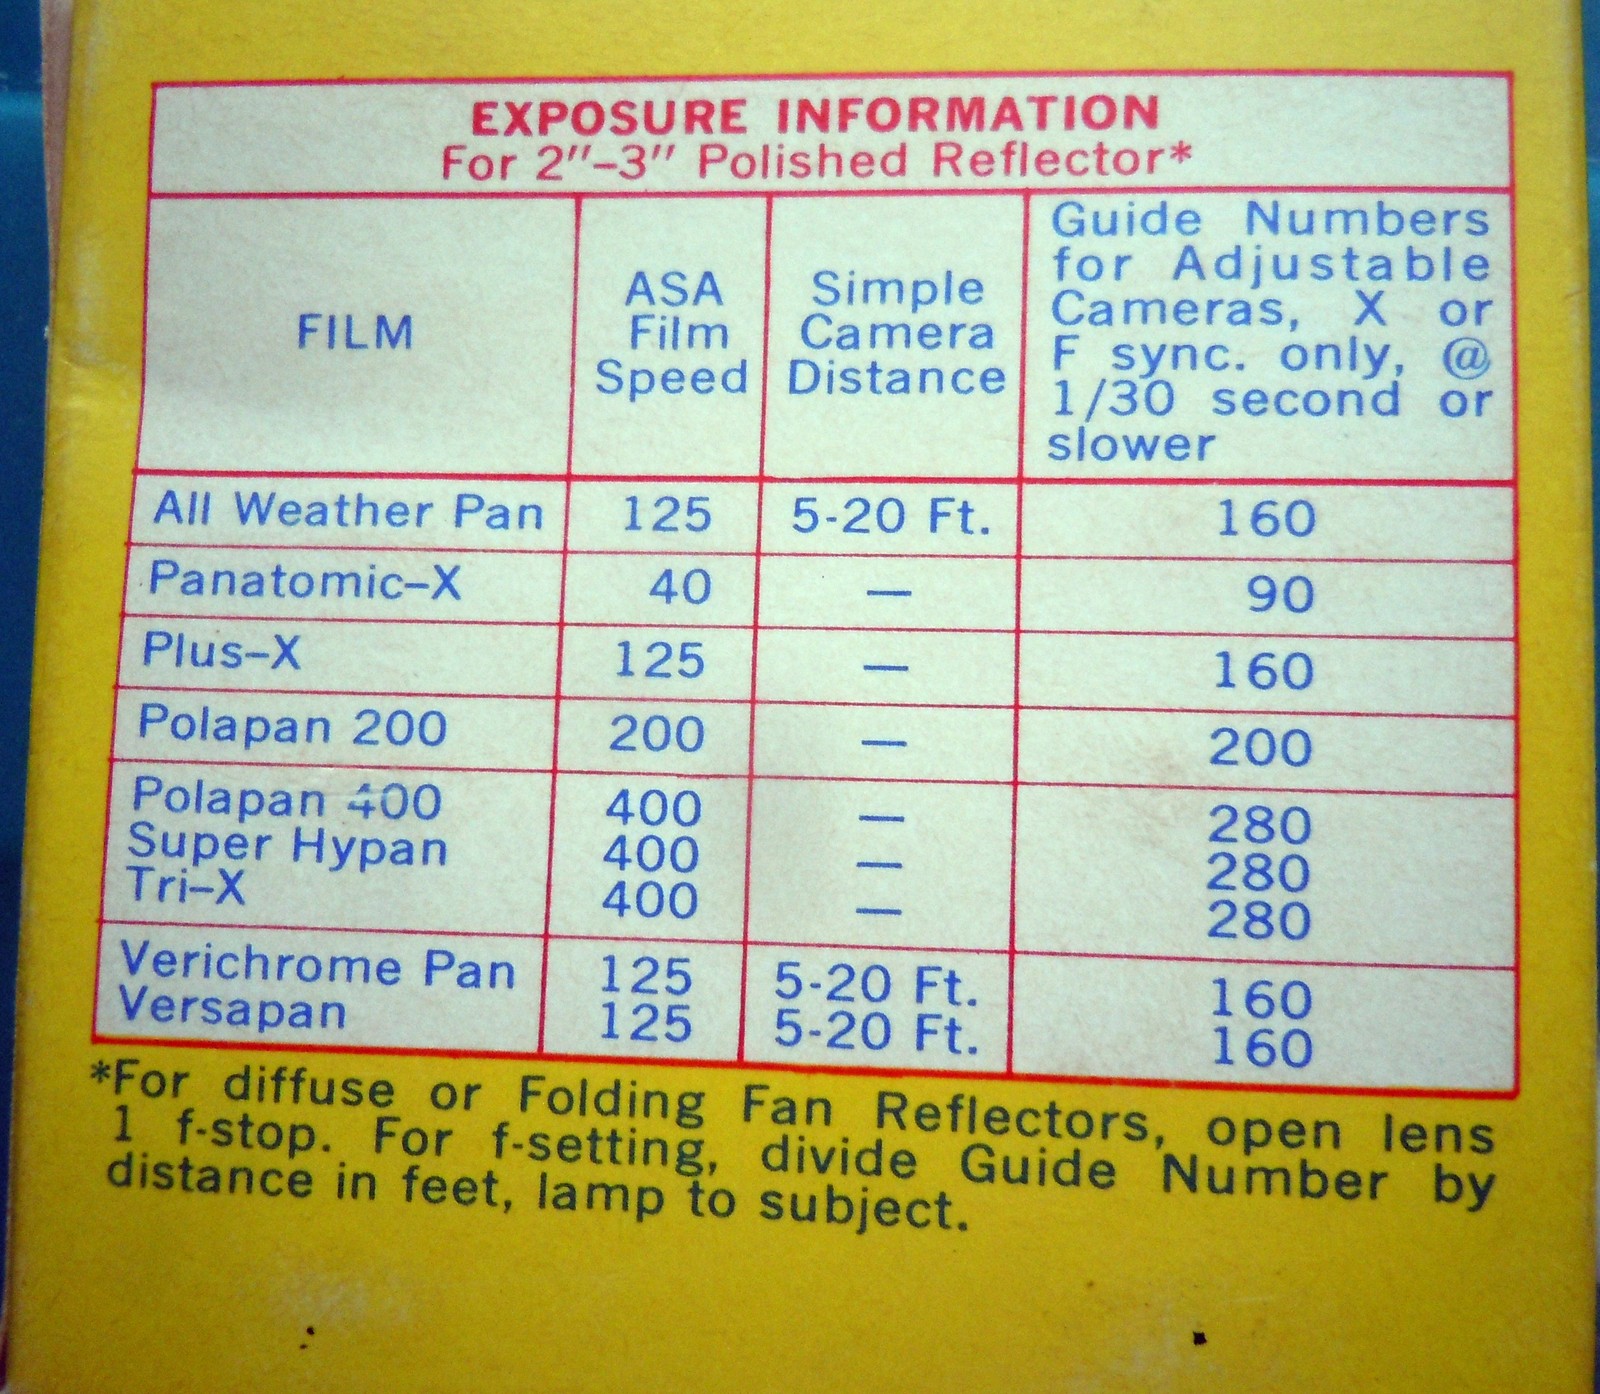 EXPOSURE INFORMATION
For 2″–3″ Polished Reflector*
FILM
ASA
Film
Speed
Simple
Camera
Distance
Guide Numbers
for Adjustable
Cameras, X or
F sync. only, @
1/30 second or
slower
All Weather Pan 125 5-20 Ft. 160
Panatomic–X 40 — 90
Plus–X 125 — 160
Polapan 200 200 — 200
Polapan 400 400 — 280
Super Hypan 400 — 280
Tri–X 400 — 280
Verichrome Pan 125 5-20 Ft. 160
Versapan 125 5-20 Ft. 160
*For diffuse or Folding Fan Reflectors, open lens
1 f-stop. For f-setting, divide Guide Number by
distance in feet, lamp to subject.